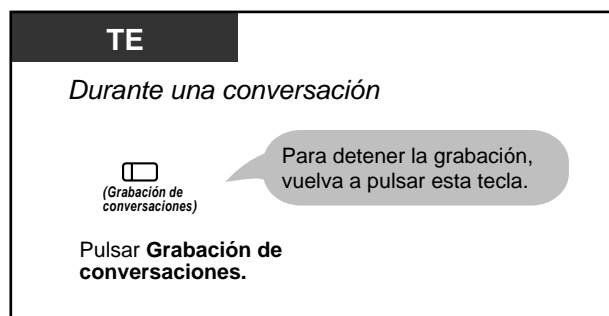 TE
Durante una conversación
Para detener la grabación,
vuelva a pulsar esta tecla.
(Grabación de
conversaciones)
Pulsar Grabación de
conversaciones.